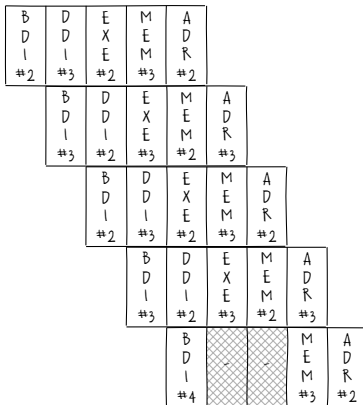 BDI DDI EXE MEM ADR
#2 #3 #2 #3 #2
BDI DDI EXE MEM ADR
#3 #2 #3 #2 #3
BDI DDI EXE MEM ADR
#2 #3 #2 #3 #2
BDI DDI EXE MEM ADR
#3 #2 #3 #2 #3
BDI - - MEM ADR
#4 #3 #2